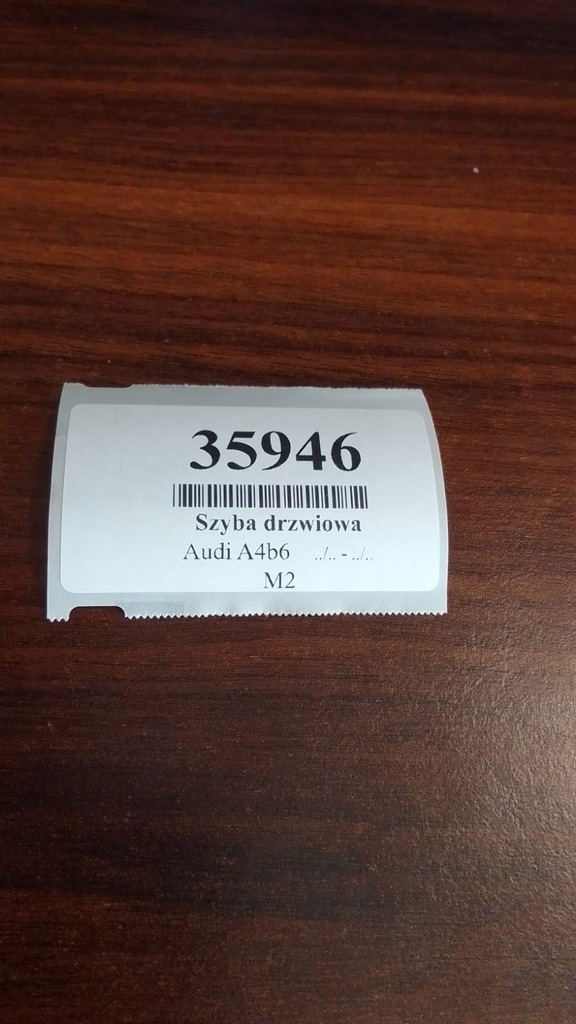 35946
Szyba drzwiowa
Audi A4b6 ../.. - ../..
M2